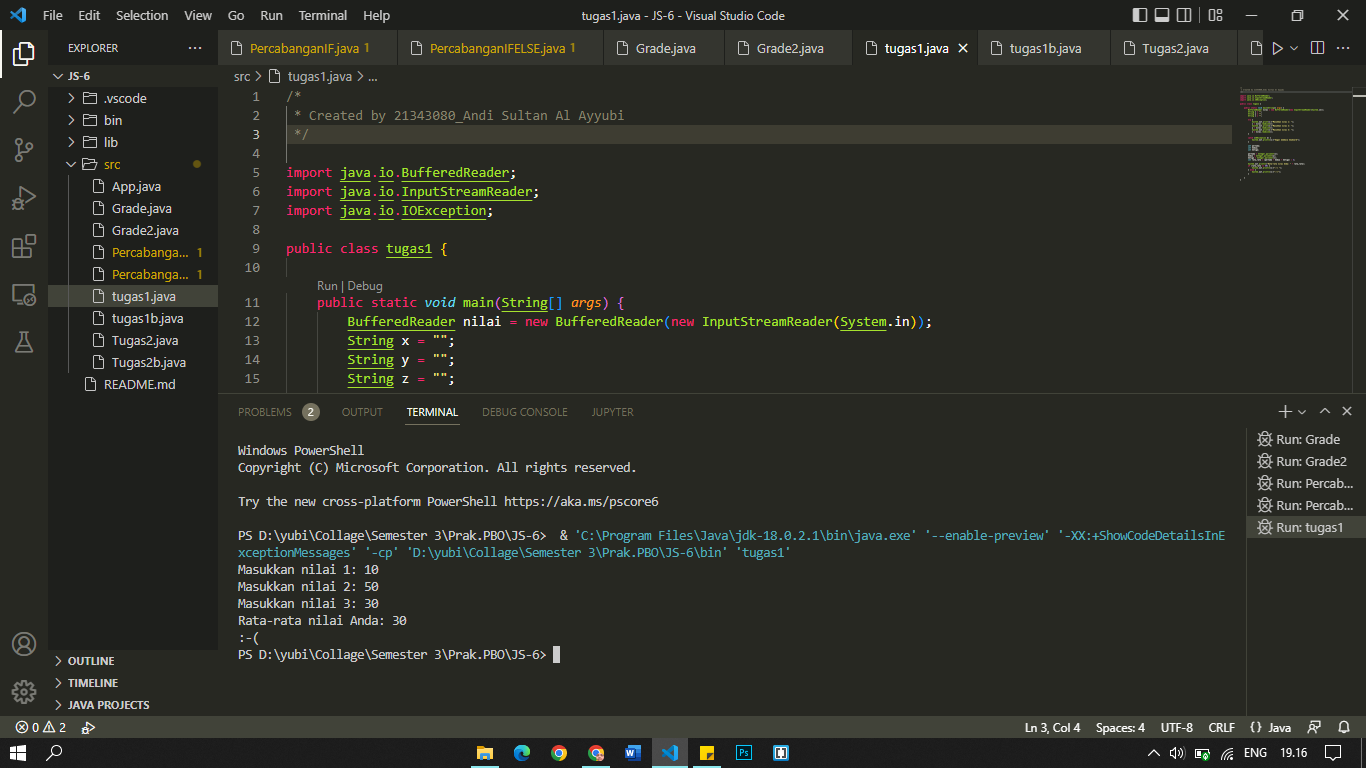 File Edit Selection View Go Run Terminal Help tugas1.java - JS-6 - Visual Studio Code
EXPLORER
PercabanganIF.java 1 PercabanganIFELSE.java 1 Grade.java Grade2.java tugas1.java tugas1b.java Tugas2.java
JS-6
.vscode
bin
lib
src
App.java
Grade.java
Grade2.java
Percabanga... 1
Percabanga... 1
tugas1.java
tugas1b.java
Tugas2.java
Tugas2b.java
README.md
OUTLINE
TIMELINE
JAVA PROJECTS
src > tugas1.java > ...
1 /*
2 * Created by 21343080_Andi Sultan Al Ayyubi
3 */
4
5 import java.io.BufferedReader;
6 import java.io.InputStreamReader;
7 import java.io.IOException;
8
9 public class tugas1 {
10
Run | Debug
11 public static void main(String[] args) {
12 BufferedReader nilai = new BufferedReader(new InputStreamReader(System.in));
13 String x = "";
14 String y = "";
15 String z = "";
PROBLEMS 2 OUTPUT TERMINAL DEBUG CONSOLE JUPYTER
Windows PowerShell
Copyright (C) Microsoft Corporation. All rights reserved.
Try the new cross-platform PowerShell https://aka.ms/pscore6
PS D:\yubi\Collage\Semester 3\Prak.PBO\JS-6> & 'C:\Program Files\Java\jdk-18.0.2.1\bin\java.exe' '--enable-preview' '-XX:+ShowCodeDetailsInE
xceptionMessages' '-cp' 'D:\yubi\Collage\Semester 3\Prak.PBO\JS-6\bin' 'tugas1'
Masukkan nilai 1: 10
Masukkan nilai 2: 50
Masukkan nilai 3: 30
Rata-rata nilai Anda: 30
:-(
PS D:\yubi\Collage\Semester 3\Prak.PBO\JS-6>
Run: Grade
Run: Grade2
Run: Percab...
Run: Percab...
Run: tugas1
0 2 Ln 3, Col 4 Spaces: 4 UTF-8 CRLF {} Java
ENG 19.16